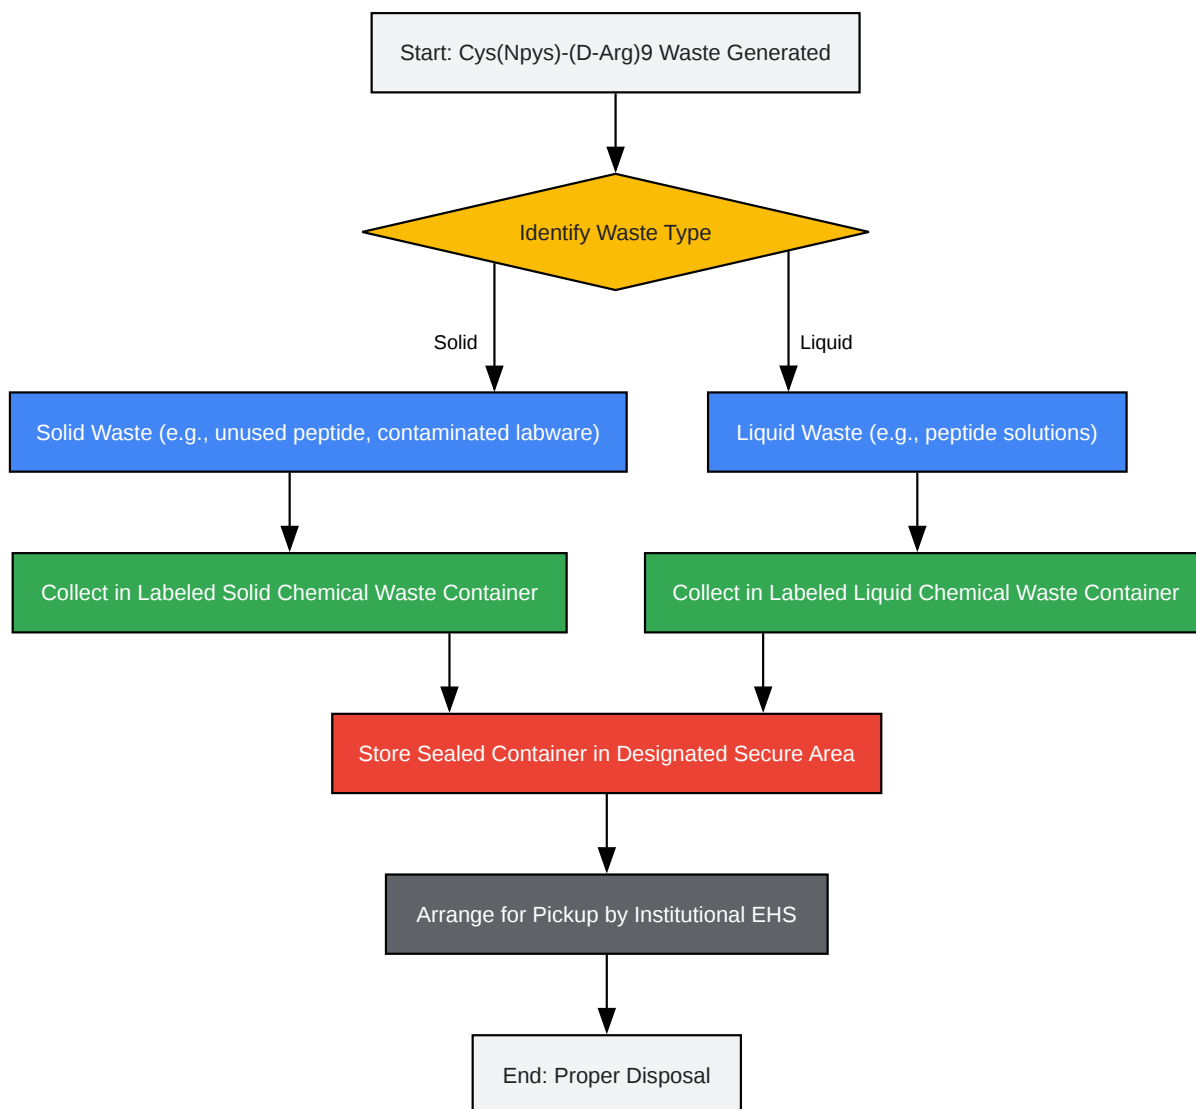 Start: Cys(Npys)-(D-Arg)9 Waste Generated
Identify Waste Type
Solid
Liquid
Solid Waste (e.g., unused peptide, contaminated labware)
Liquid Waste (e.g., peptide solutions)
Collect in Labeled Solid Chemical Waste Container
Collect in Labeled Liquid Chemical Waste Container
Store Sealed Container in Designated Secure Area
Arrange for Pickup by Institutional EHS
End: Proper Disposal